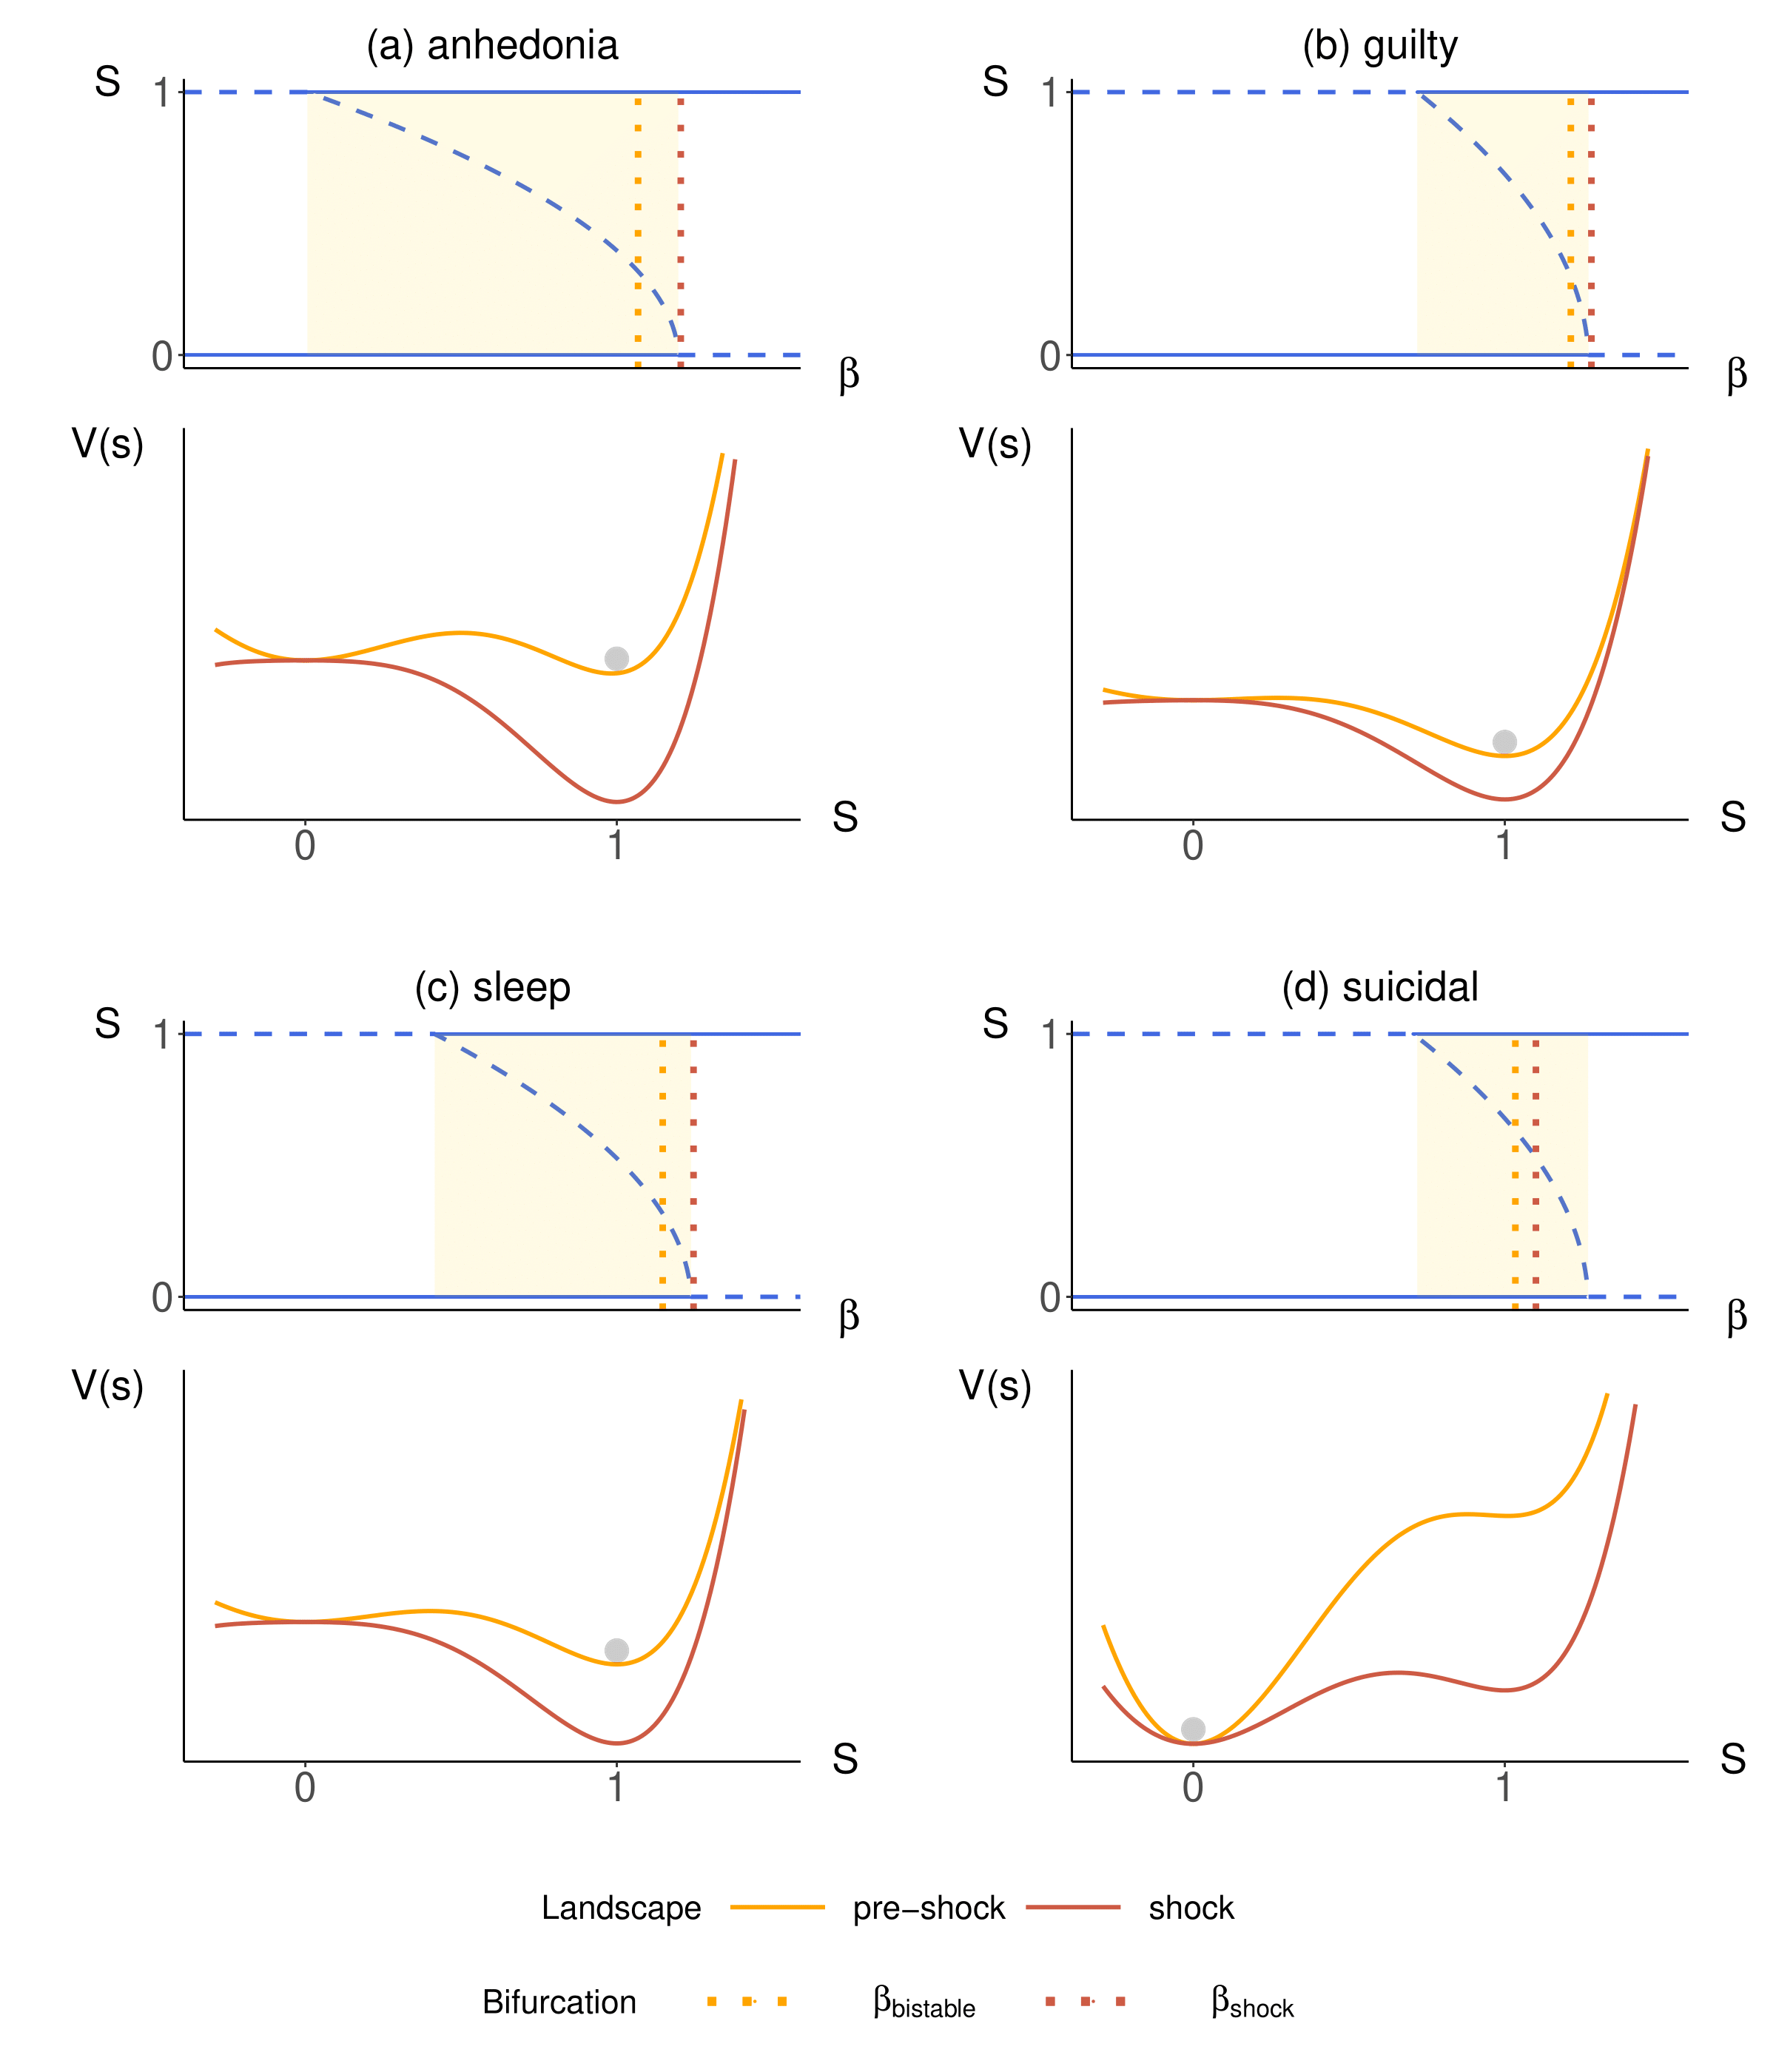 (a) anhedonia
S
1
0
β
V(s)
S
0 1
(b) guilty
S
1
0
β
V(s)
S
0 1
(c) sleep
S
1
0
β
V(s)
S
0 1
(d) suicidal
S
1
0
β
V(s)
S
0 1
Landscape pre−shock shock
Bifurcation βbistable βshock